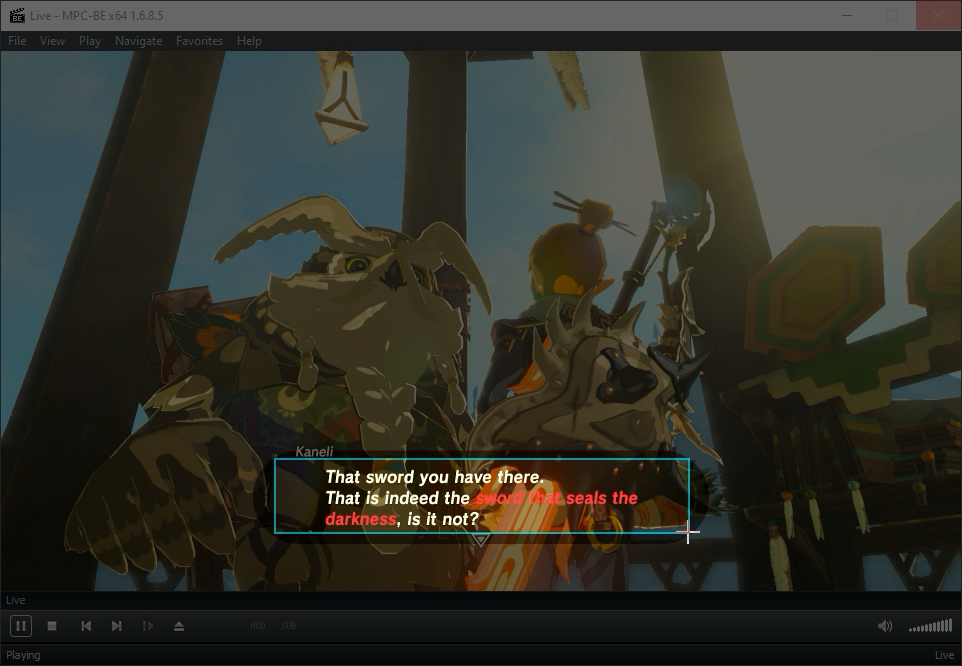 Live - MPC-BE x64 1.6.8.5
File View Play Navigate Favorites Help
Kaneli
That sword you have there.
That is indeed the sword that seals the
darkness, is it not?
Live
AUD SUB
Playing Live